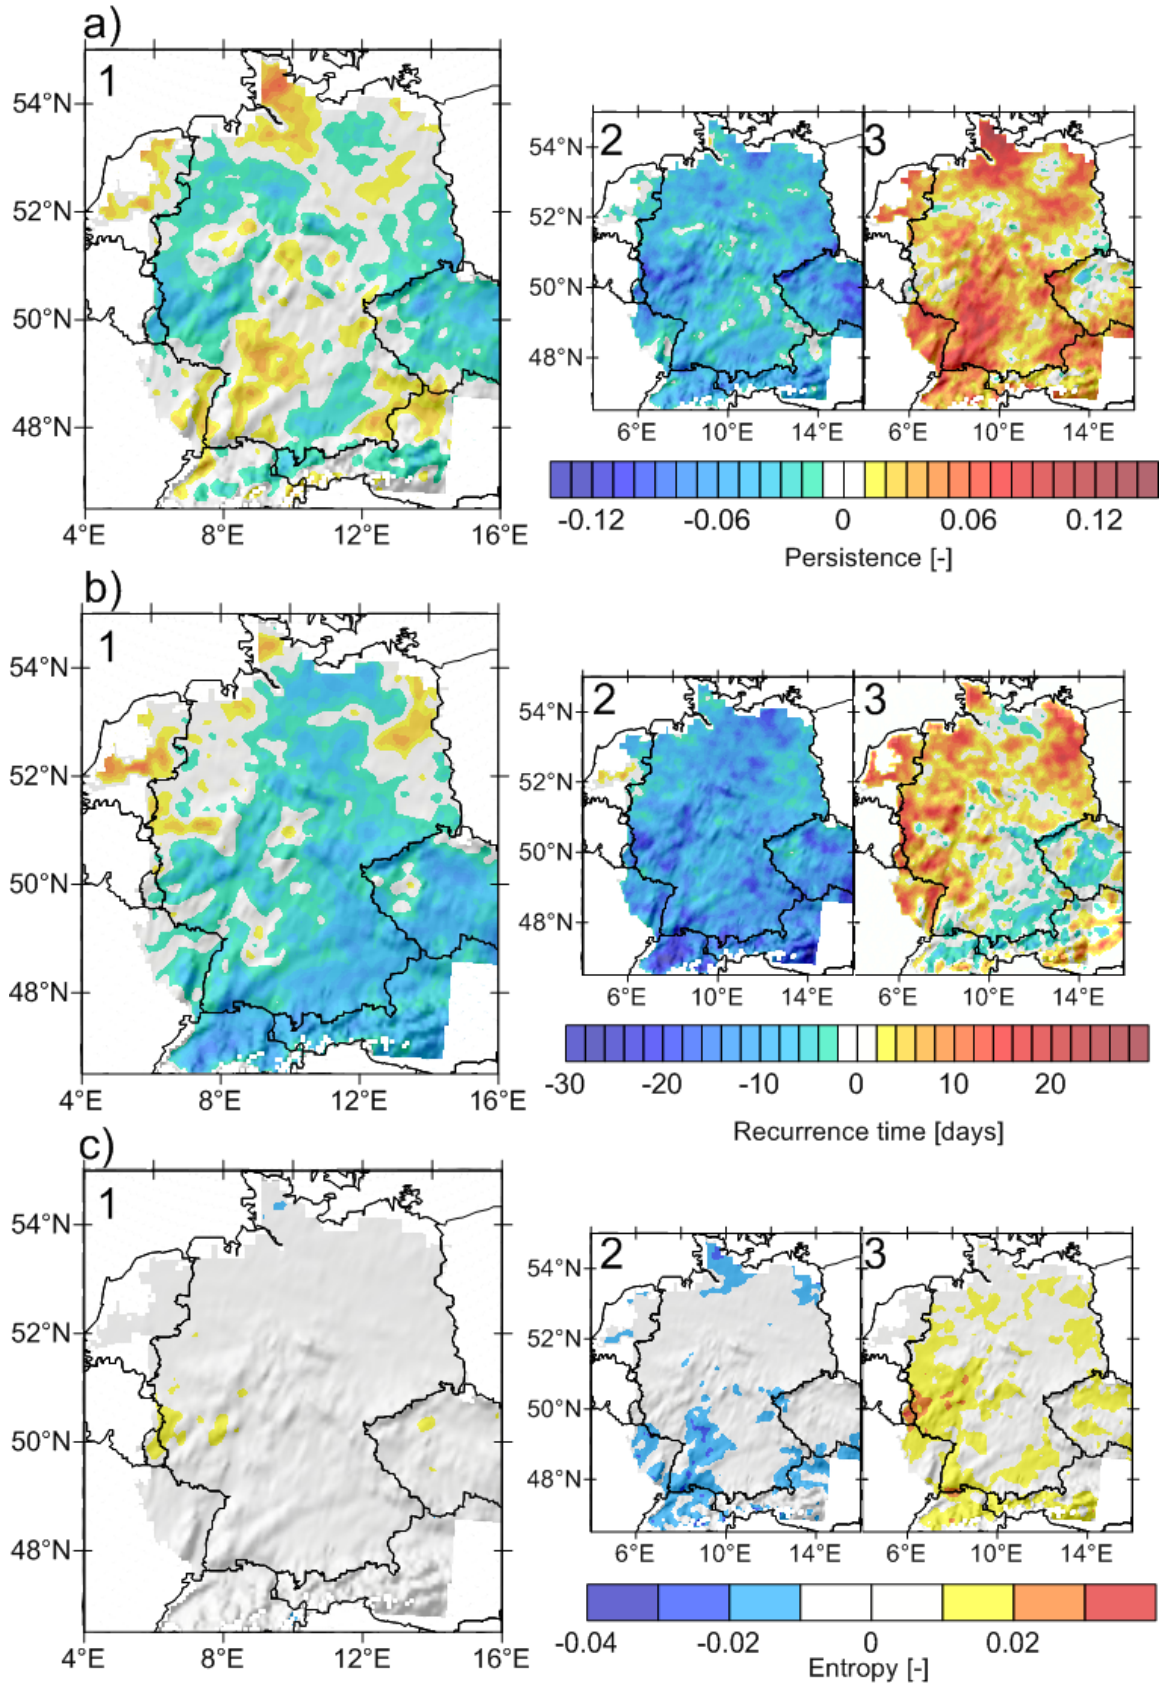 a)
1
54°N
52°N
50°N
48°N
4°E 8°E 12°E 16°E
2 3
54°N
52°N
50°N
48°N
6°E 10°E 14°E 6°E 10°E 14°E
-0.12 -0.06 0 0.06 0.12
Persistence [-]
b)
1
54°N
52°N
50°N
48°N
4°E 8°E 12°E 16°E
2 3
54°N
52°N
50°N
48°N
6°E 10°E 14°E 6°E 10°E 14°E
-30 -20 -10 0 10 20
Recurrence time [days]
c)
1
54°N
52°N
50°N
48°N
4°E 8°E 12°E 16°E
2 3
54°N
52°N
50°N
48°N
6°E 10°E 14°E 6°E 10°E 14°E
-0.04 -0.02 0 0.02
Entropy [-]